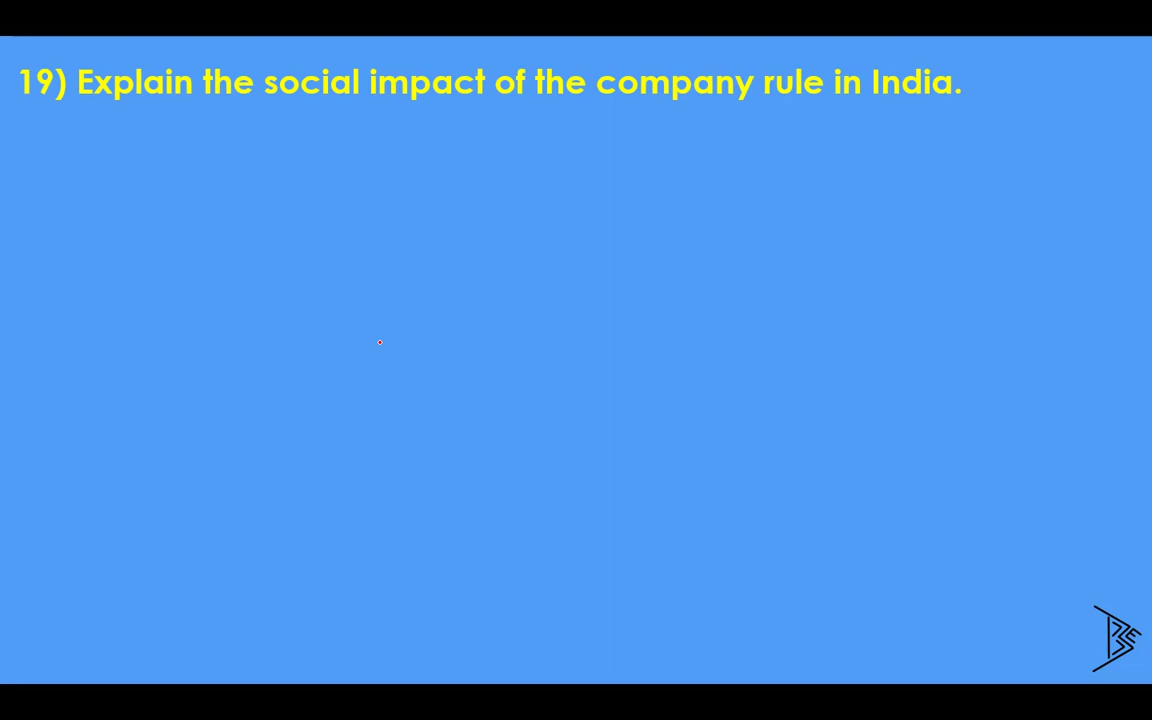 19) Explain the social impact of the company rule in India.